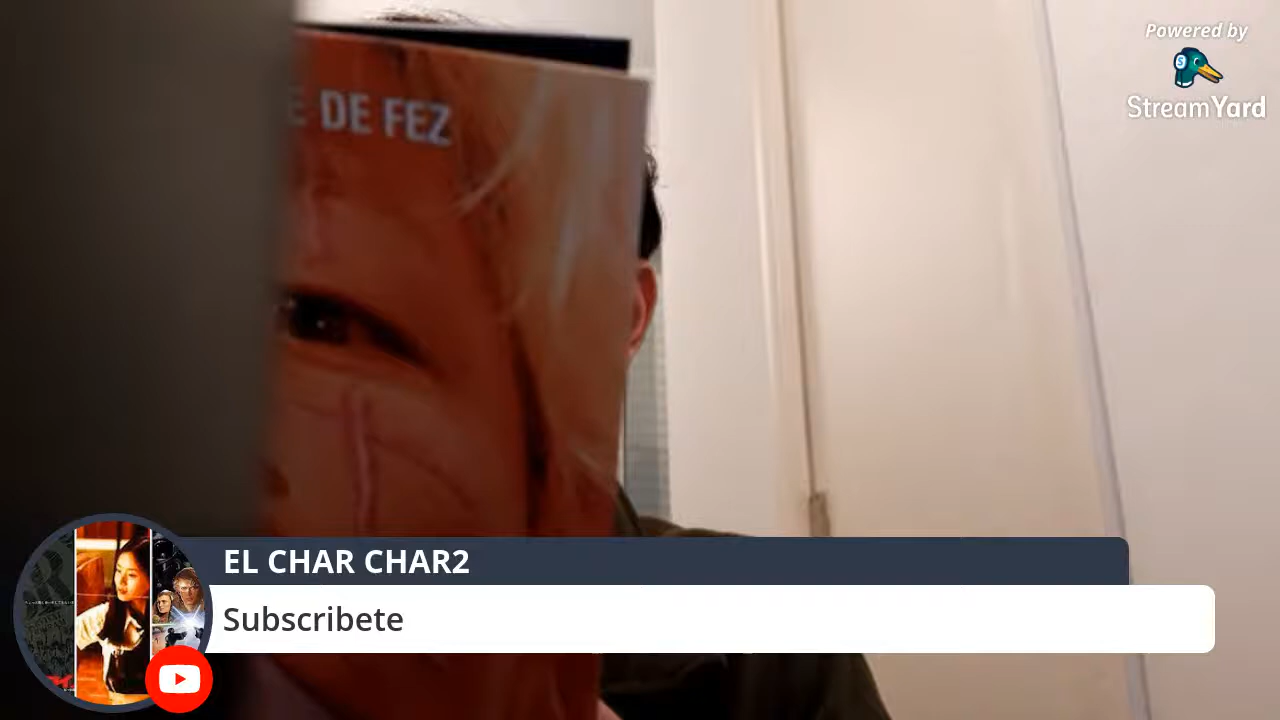 Powered by
StreamYard
DE FEZ
EL CHAR CHAR2
Subscribete